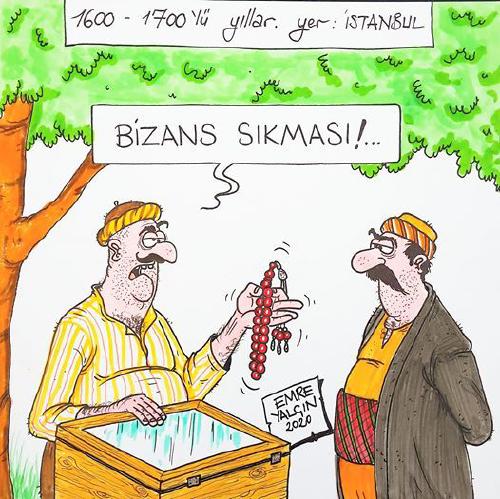 1600 - 1700'lü yıllar. yer: İSTANBUL
BİZANS SIKMASI!...
EMRE
YALÇIN
2020